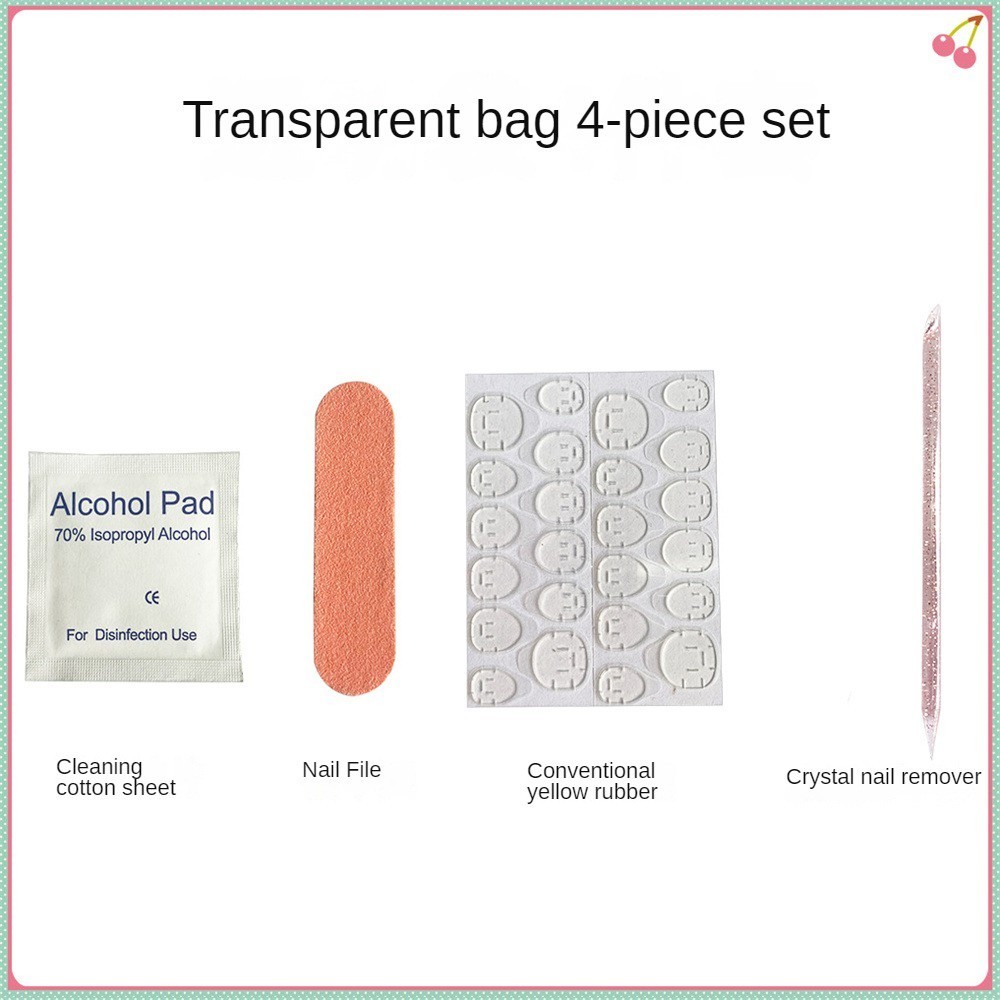 Transparent bag 4-piece set
Alcohol Pad
70% Isopropyl Alcohol
CE
For Disinfection Use
Cleaning
cotton sheet
Nail File
Conventional
yellow rubber
Crystal nail remover